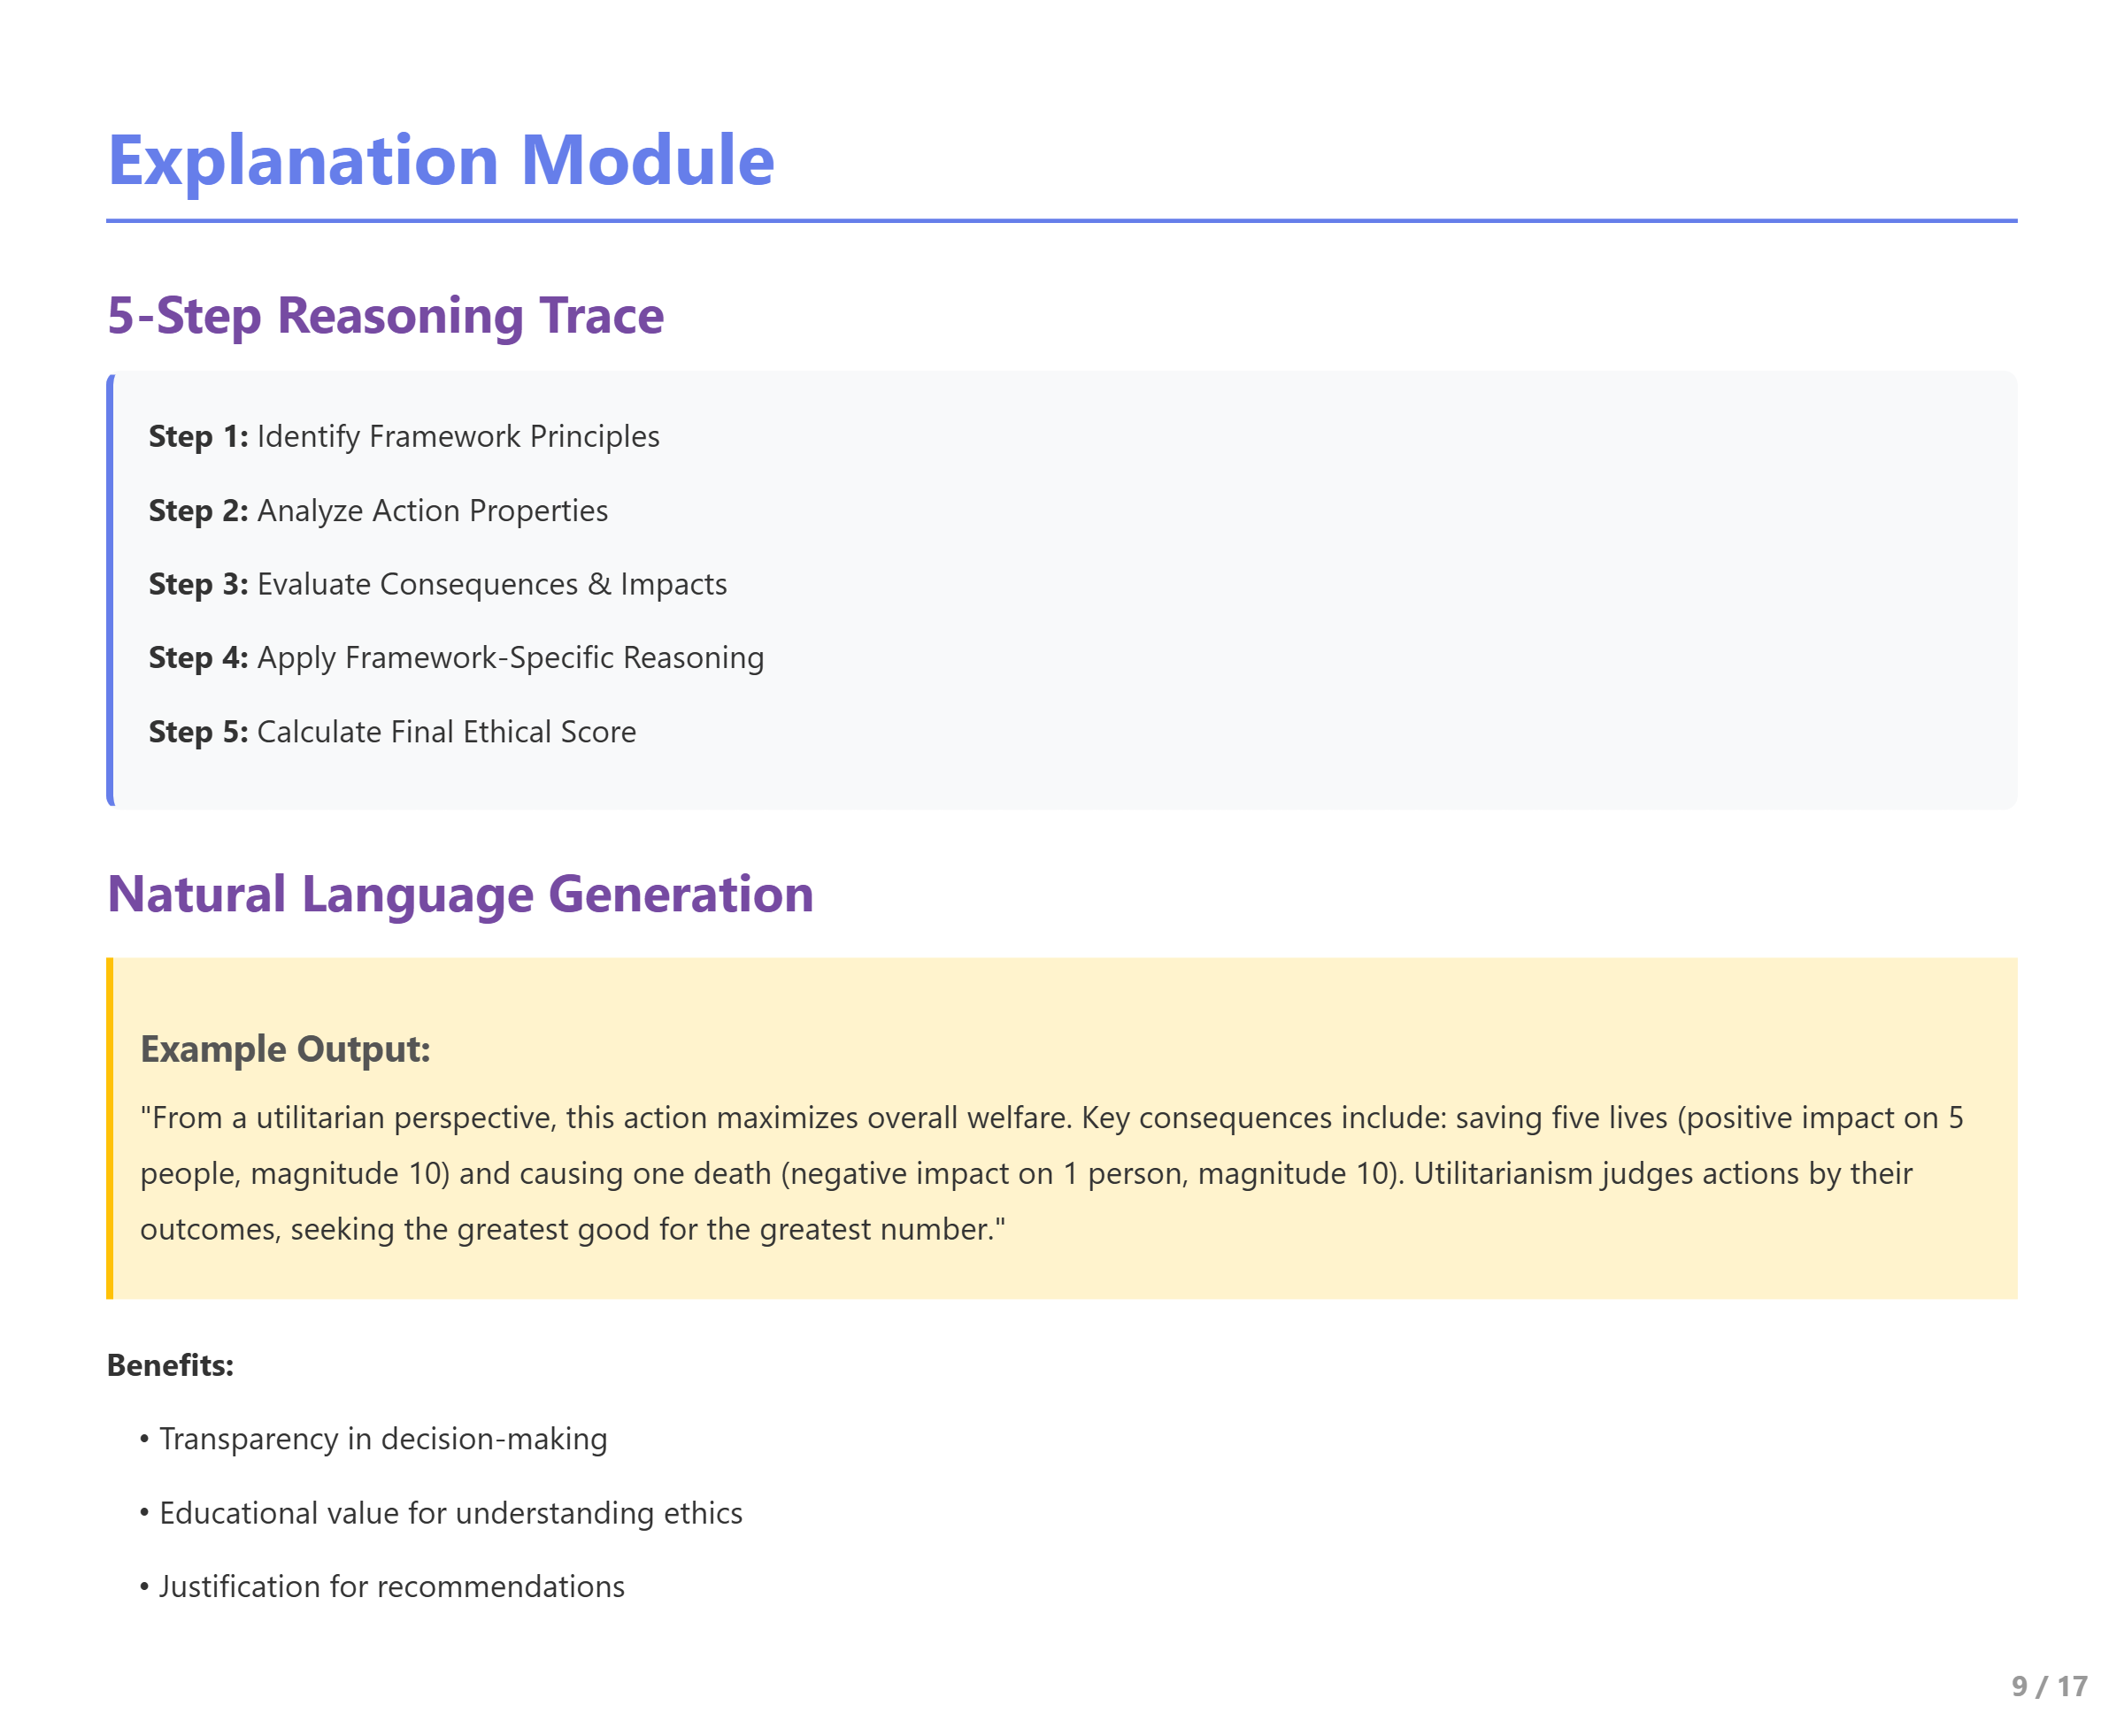 Explanation Module
5-Step Reasoning Trace
Step 1: Identify Framework Principles
Step 2: Analyze Action Properties
Step 3: Evaluate Consequences & Impacts
Step 4: Apply Framework-Specific Reasoning
Step 5: Calculate Final Ethical Score
Natural Language Generation
Example Output:
"From a utilitarian perspective, this action maximizes overall welfare. Key consequences include: saving five lives (positive impact on 5
people, magnitude 10) and causing one death (negative impact on 1 person, magnitude 10). Utilitarianism judges actions by their
outcomes, seeking the greatest good for the greatest number."
Benefits:
• Transparency in decision-making
• Educational value for understanding ethics
• Justification for recommendations
9 / 17